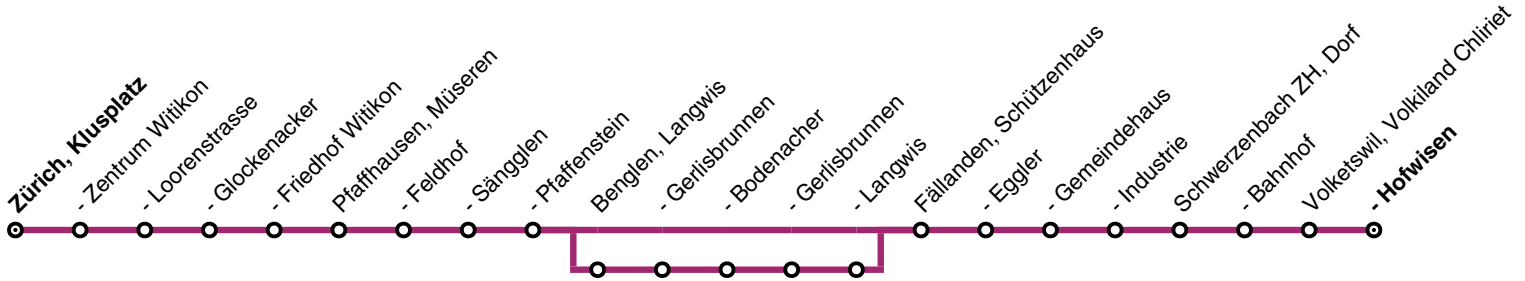 Zürich, Klusplatz
- Zentrum Witikon
- Loorenstrasse
- Glockenacker
- Friedhof Witikon
Pfaffhausen, Müseren
- Feldhof
- Sängglen
- Pfaffenstein
Benglen, Langwis
- Gerlisbrunnen
- Bodenacher
- Gerlisbrunnen
- Langwis
Fällanden, Schützenhaus
- Eggler
- Gemeindehaus
- Industrie
Schwerzenbach ZH, Dorf
- Bahnhof
Volketswil, Volkiland Chliriet
- Hofwisen